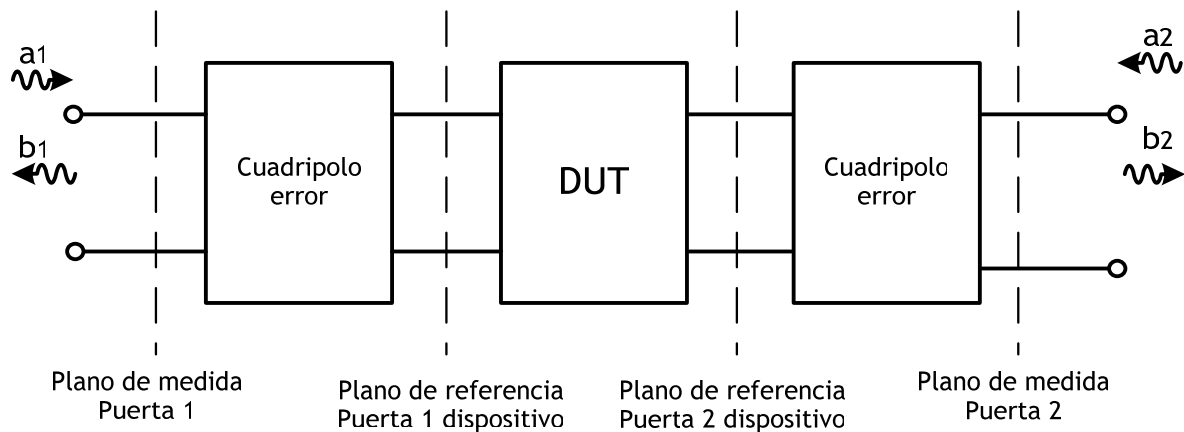 a1
b1
Cuadripolo
error
DUT
Cuadripolo
error
a2
b2
Plano de medida
Puerta 1
Plano de referencia
Puerta 1 dispositivo
Plano de referencia
Puerta 2 dispositivo
Plano de medida
Puerta 2